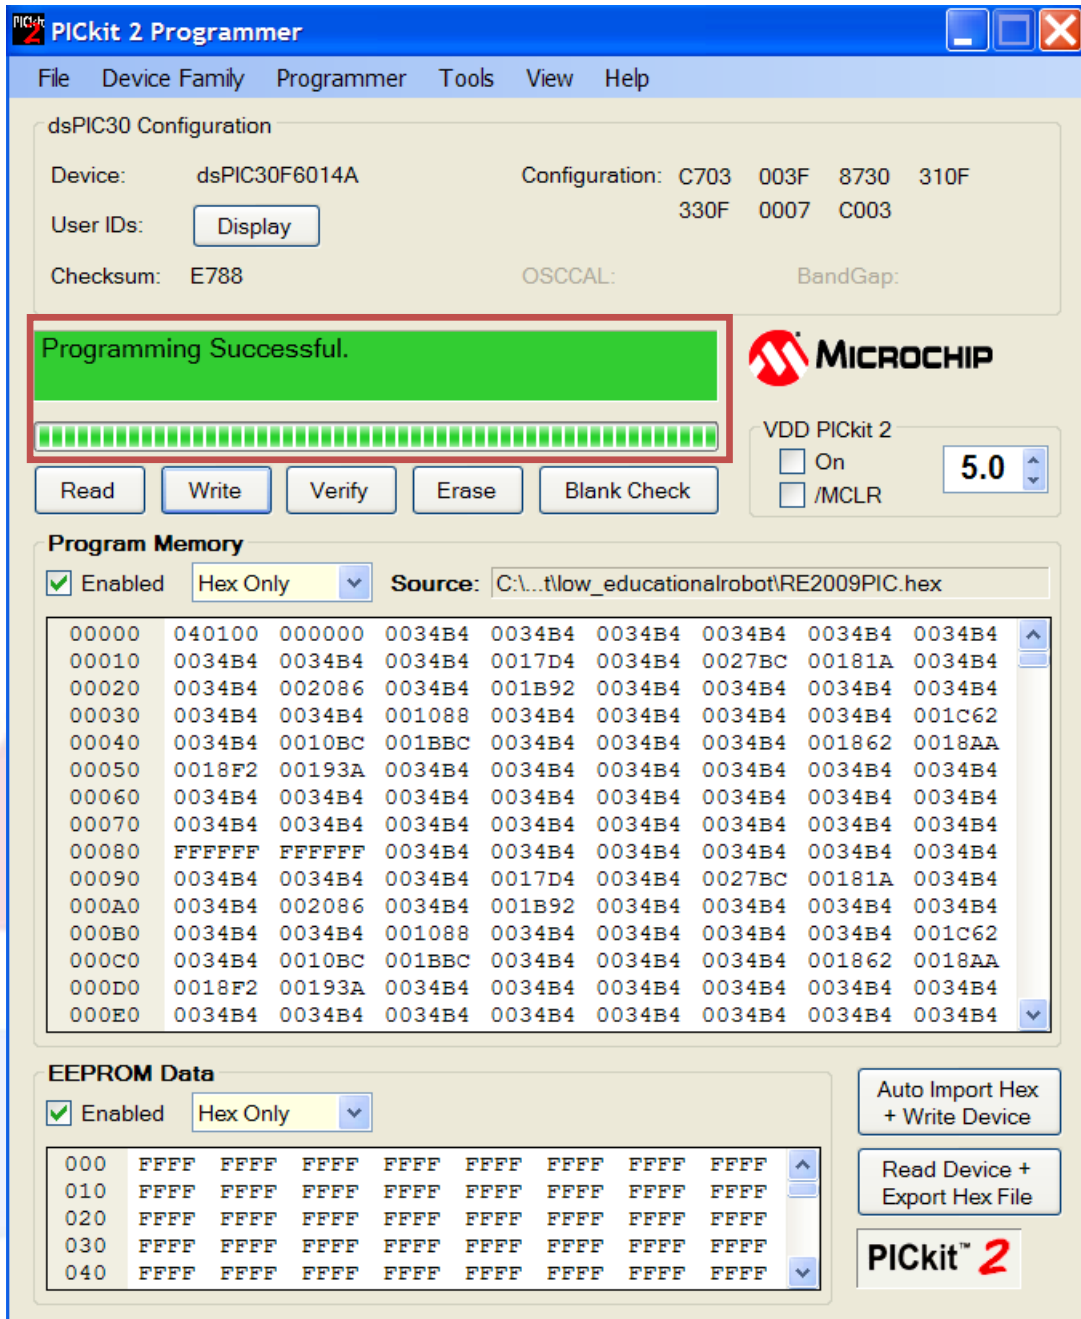 PICkit 2 Programmer
File Device Family Programmer Tools View Help
dsPIC30 Configuration
Device: dsPIC30F6014A Configuration: C703 003F 8730 310F
330F 0007 C003
User IDs: Display
Checksum: E788 OSCCAL: BandGap:
Programming Successful.
MICROCHIP
VDD PICkit 2
On
/MCLR
5.0
Read Write Verify Erase Blank Check
Program Memory
Enabled Hex Only Source: C:\...t\low_educationalrobot\RE2009PIC.hex
00000 040100 000000 0034B4 0034B4 0034B4 0034B4 0034B4 0034B4
00010 0034B4 0034B4 0034B4 0017D4 0034B4 0027BC 00181A 0034B4
00020 0034B4 002086 0034B4 001B92 0034B4 0034B4 0034B4 0034B4
00030 0034B4 0034B4 001088 0034B4 0034B4 0034B4 0034B4 001C62
00040 0034B4 0010BC 001BBC 0034B4 0034B4 0034B4 001862 0018AA
00050 0018F2 00193A 0034B4 0034B4 0034B4 0034B4 0034B4 0034B4
00060 0034B4 0034B4 0034B4 0034B4 0034B4 0034B4 0034B4 0034B4
00070 0034B4 0034B4 0034B4 0034B4 0034B4 0034B4 0034B4 0034B4
00080 FFFFFF FFFFFF 0034B4 0034B4 0034B4 0034B4 0034B4 0034B4
00090 0034B4 0034B4 0034B4 0017D4 0034B4 0027BC 00181A 0034B4
000A0 0034B4 002086 0034B4 001B92 0034B4 0034B4 0034B4 0034B4
000B0 0034B4 0034B4 001088 0034B4 0034B4 0034B4 0034B4 001C62
000C0 0034B4 0010BC 001BBC 0034B4 0034B4 0034B4 001862 0018AA
000D0 0018F2 00193A 0034B4 0034B4 0034B4 0034B4 0034B4 0034B4
000E0 0034B4 0034B4 0034B4 0034B4 0034B4 0034B4 0034B4 0034B4
EEPROM Data
Enabled Hex Only
000 FFFF FFFF FFFF FFFF FFFF FFFF FFFF FFFF
010 FFFF FFFF FFFF FFFF FFFF FFFF FFFF FFFF
020 FFFF FFFF FFFF FFFF FFFF FFFF FFFF FFFF
030 FFFF FFFF FFFF FFFF FFFF FFFF FFFF FFFF
040 FFFF FFFF FFFF FFFF FFFF FFFF FFFF FFFF
Auto Import Hex
+ Write Device
Read Device +
Export Hex File
PICkit™ 2